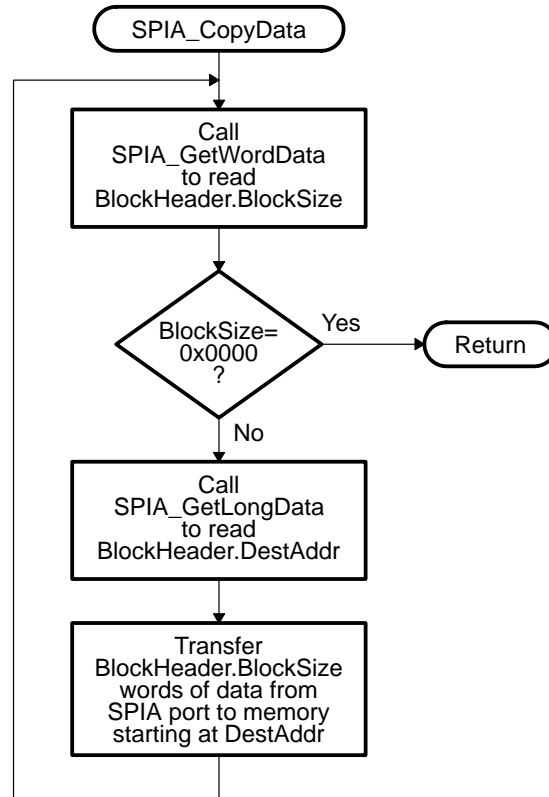 SPIA_CopyData
Call
SPIA_GetWordData
to read
BlockHeader.BlockSize
BlockSize=
0x0000
?
Yes
Return
No
Call
SPIA_GetLongData
to read
BlockHeader.DestAddr
Transfer
BlockHeader.BlockSize
words of data from
SPIA port to memory
starting at DestAddr